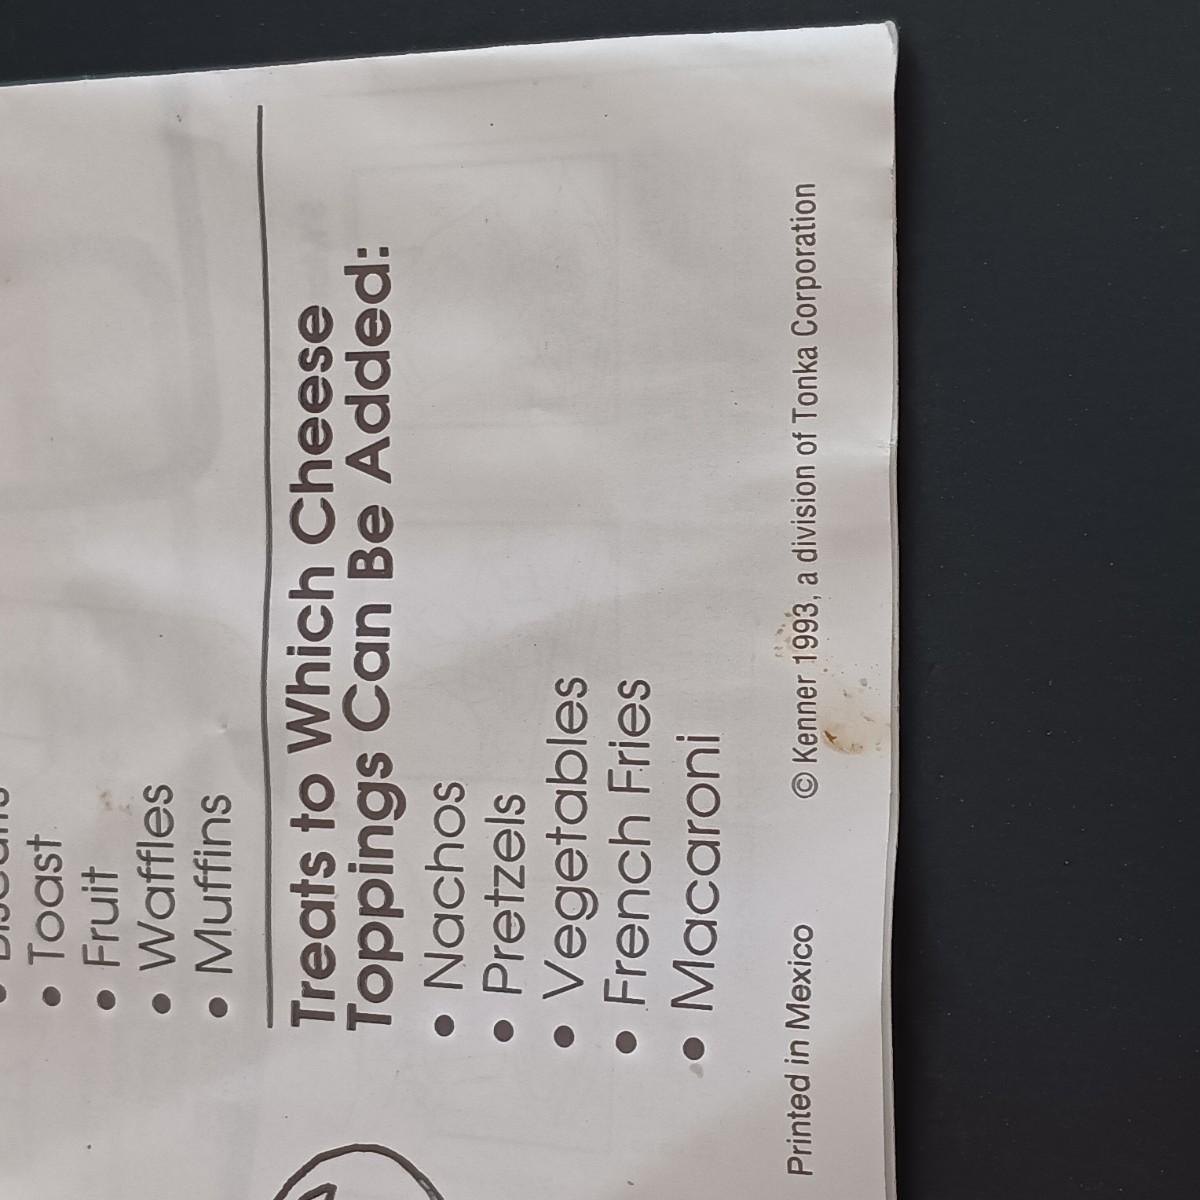 • Toast
• Fruit
• Waffles
• Muffins
Treats to Which Cheese
Toppings Can Be Added:
• Nachos
• Pretzels
• Vegetables
• French Fries
• Macaroni
Printed in Mexico © Kenner 1993, a division of Tonka Corporation